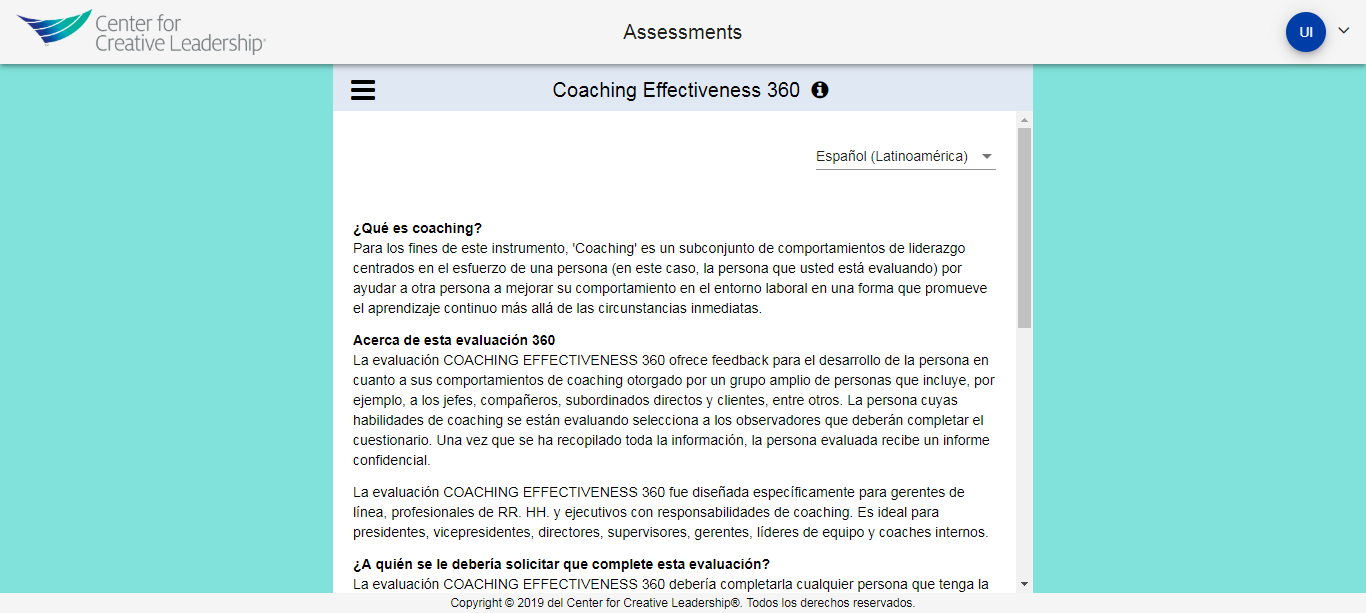 Center for
Creative Leadership®
Assessments
UI
Coaching Effectiveness 360
Español (Latinoamérica)
¿Qué es coaching?
Para los fines de este instrumento, 'Coaching' es un subconjunto de comportamientos de liderazgo
centrados en el esfuerzo de una persona (en este caso, la persona que usted está evaluando) por
ayudar a otra persona a mejorar su comportamiento en el entorno laboral en una forma que promueve
el aprendizaje continuo más allá de las circunstancias inmediatas.
Acerca de esta evaluación 360
La evaluación COACHING EFFECTIVENESS 360 ofrece feedback para el desarrollo de la persona en
cuanto a sus comportamientos de coaching otorgado por un grupo amplio de personas que incluye, por
ejemplo, a los jefes, compañeros, subordinados directos y clientes, entre otros. La persona cuyas
habilidades de coaching se están evaluando selecciona a los observadores que deberán completar el
cuestionario. Una vez que se ha recopilado toda la información, la persona evaluada recibe un informe
confidencial.
La evaluación COACHING EFFECTIVENESS 360 fue diseñada específicamente para gerentes de
línea, profesionales de RR. HH. y ejecutivos con responsabilidades de coaching. Es ideal para
presidentes, vicepresidentes, directores, supervisores, gerentes, líderes de equipo y coaches internos.
¿A quién se le debería solicitar que complete esta evaluación?
La evaluación COACHING EFFECTIVENESS 360 debería completarla cualquier persona que tenga la
Copyright © 2019 del Center for Creative Leadership®. Todos los derechos reservados.